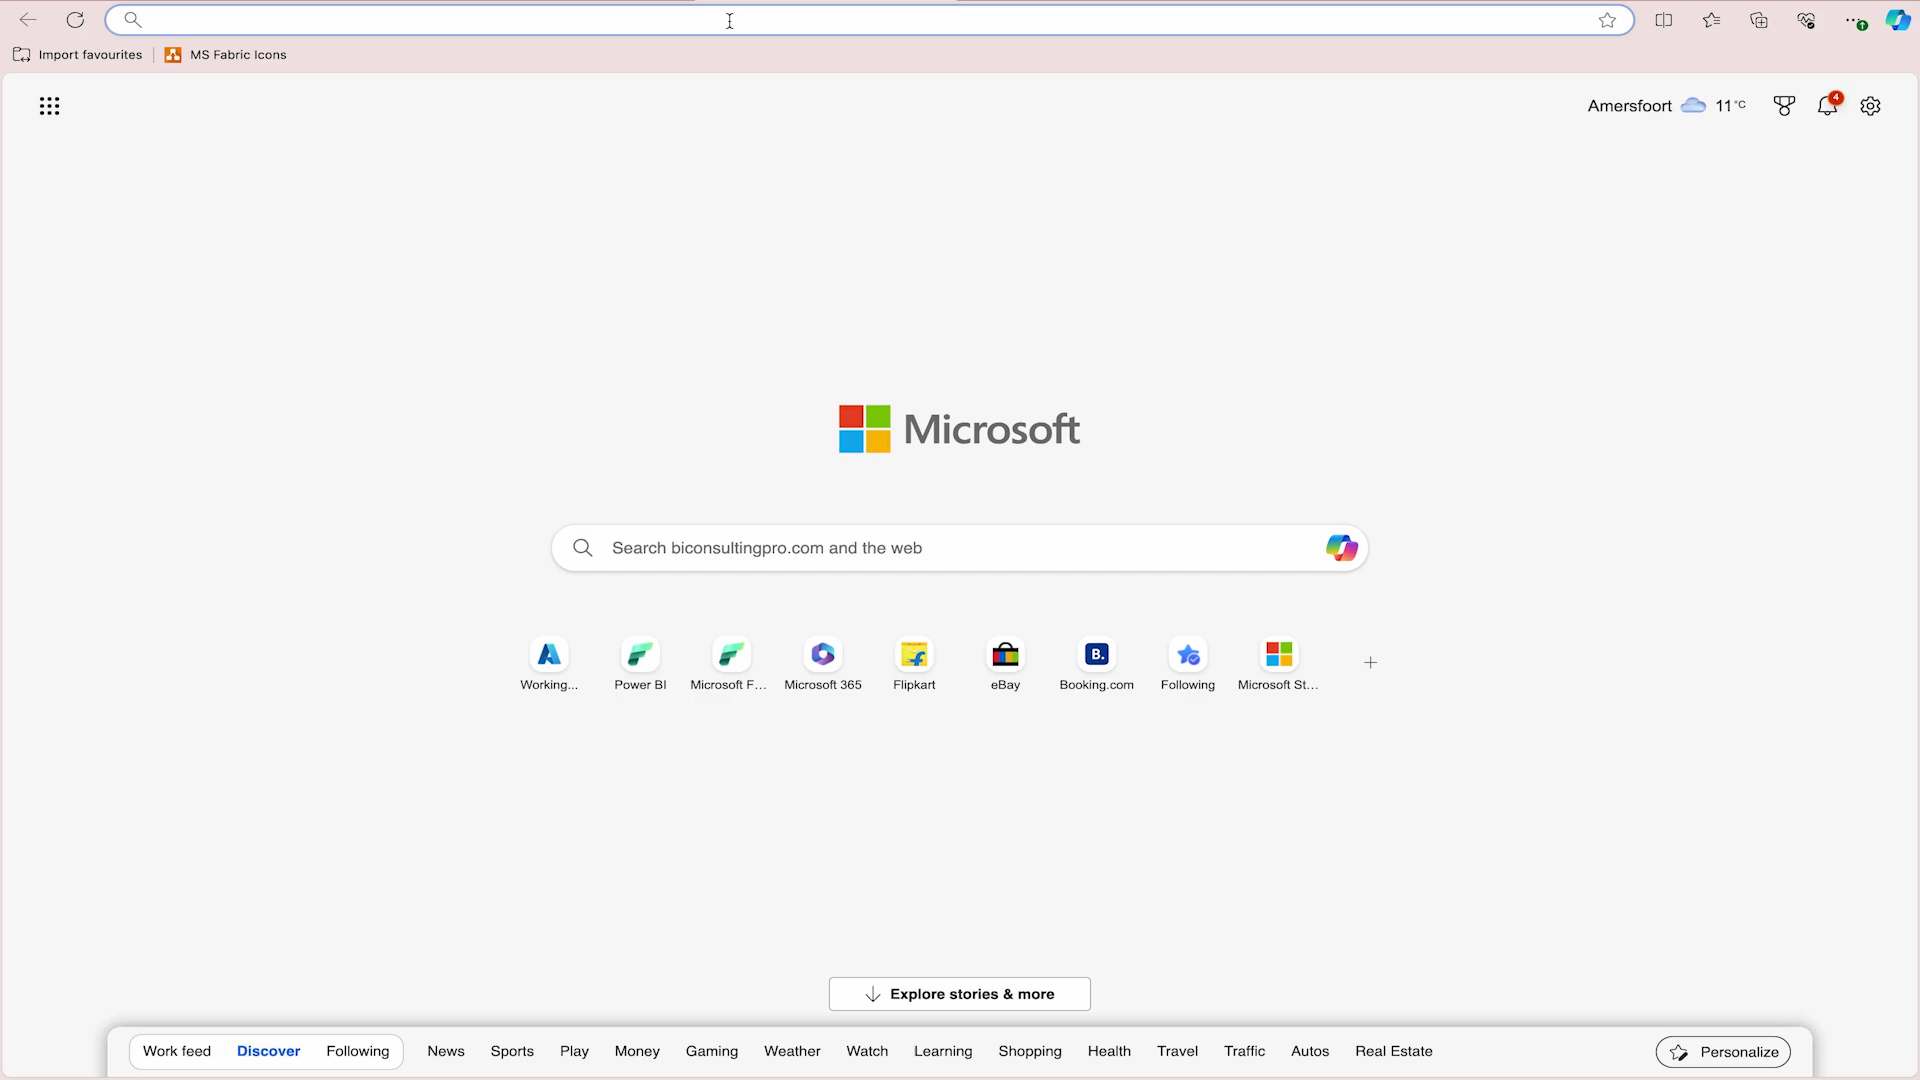 Import favourites MS Fabric Icons
Amersfoort 11°C 4
Microsoft
Search biconsultingpro.com and the web
B.
Working... Power BI Microsoft F... Microsoft 365 Flipkart eBay Booking.com Following Microsoft St...
Explore stories & more
Work feed Discover Following News Sports Play Money Gaming Weather Watch Learning Shopping Health Travel Traffic Autos Real Estate Personalize